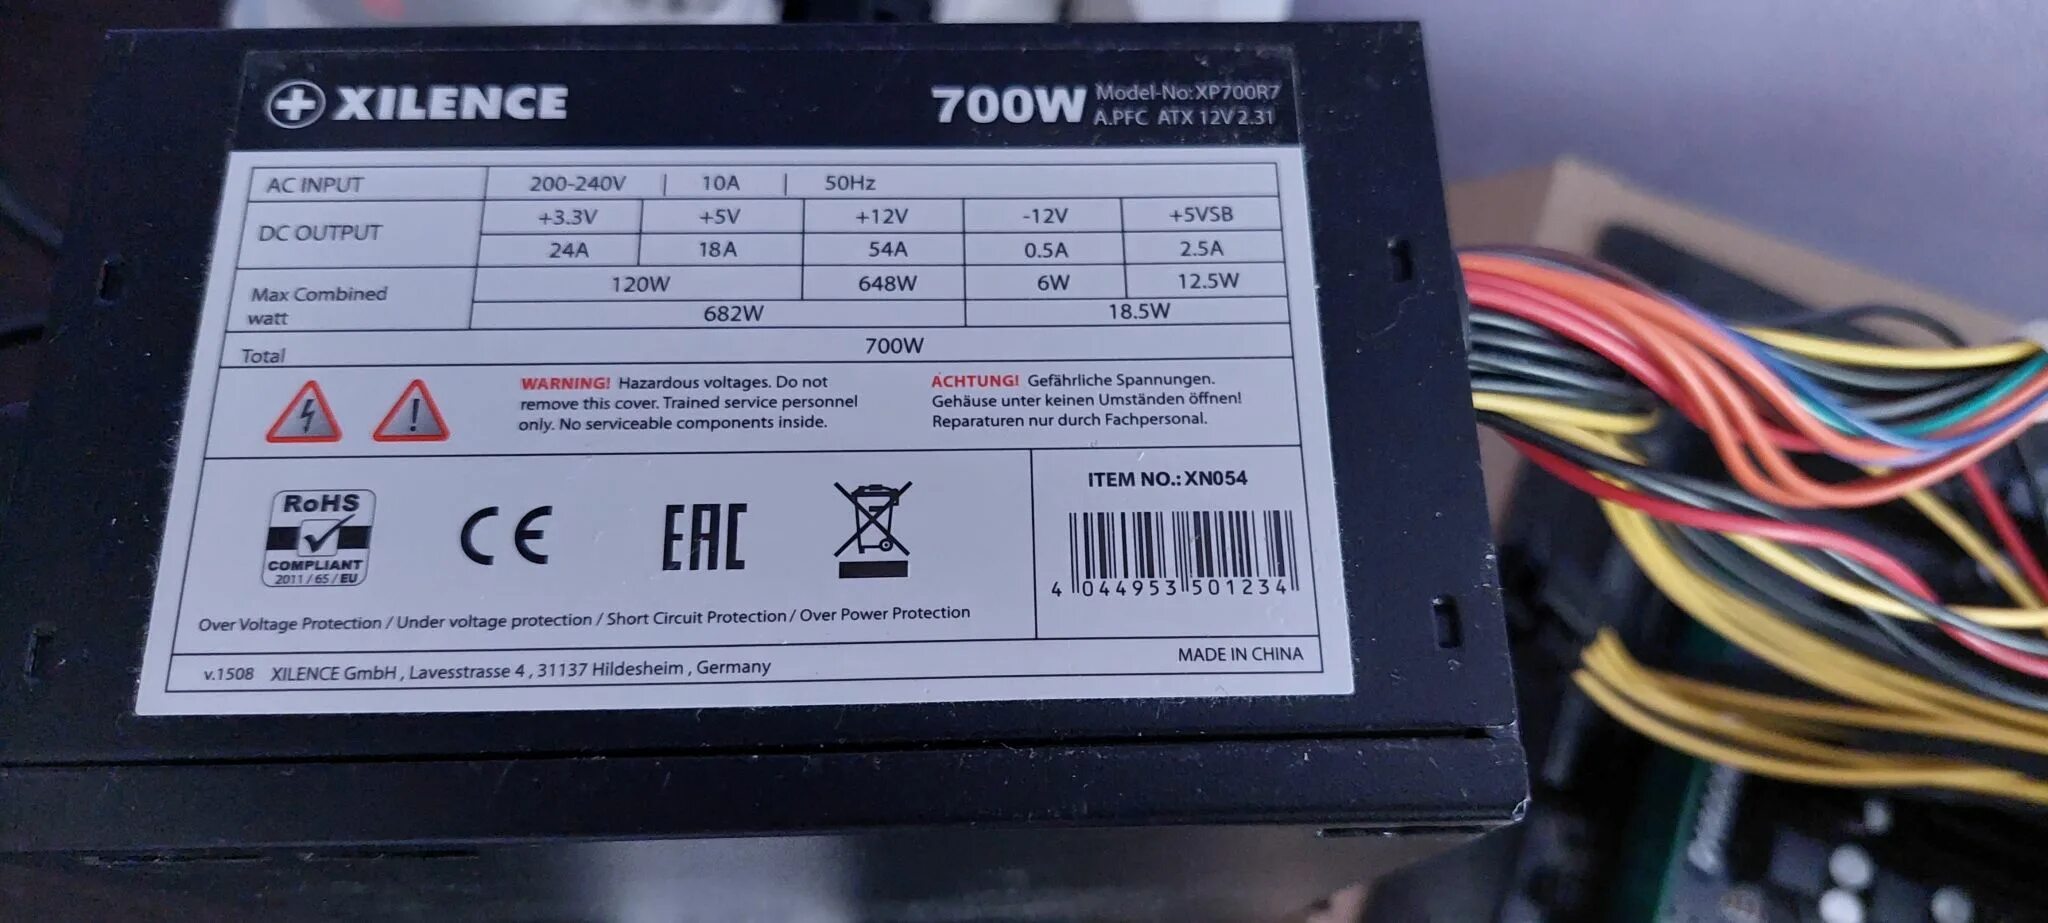 XILENCE
700W Model-No:XP700R7
A.PFC ATX 12V 2.31
AC INPUT 200-240V | 10A | 50Hz
DC OUTPUT +3.3V +5V +12V -12V +5VSB
24A 18A 54A 0.5A 2.5A
Max Combined watt 120W 648W 6W 12.5W
682W 18.5W
Total 700W
WARNING! Hazardous voltages. Do not
remove this cover. Trained service personnel
only. No serviceable components inside.
ACHTUNG! Gefährliche Spannungen.
Gehäuse unter keinen Umständen öffnen!
Reparaturen nur durch Fachpersonal.
RoHS
COMPLIANT
2011/65/EU
CE
EAC
ITEM NO.: XN054
4 044953 501234
Over Voltage Protection / Under voltage protection / Short Circuit Protection / Over Power Protection
v.1508 XILENCE GmbH , Lavesstrasse 4 , 31137 Hildesheim , Germany
MADE IN CHINA